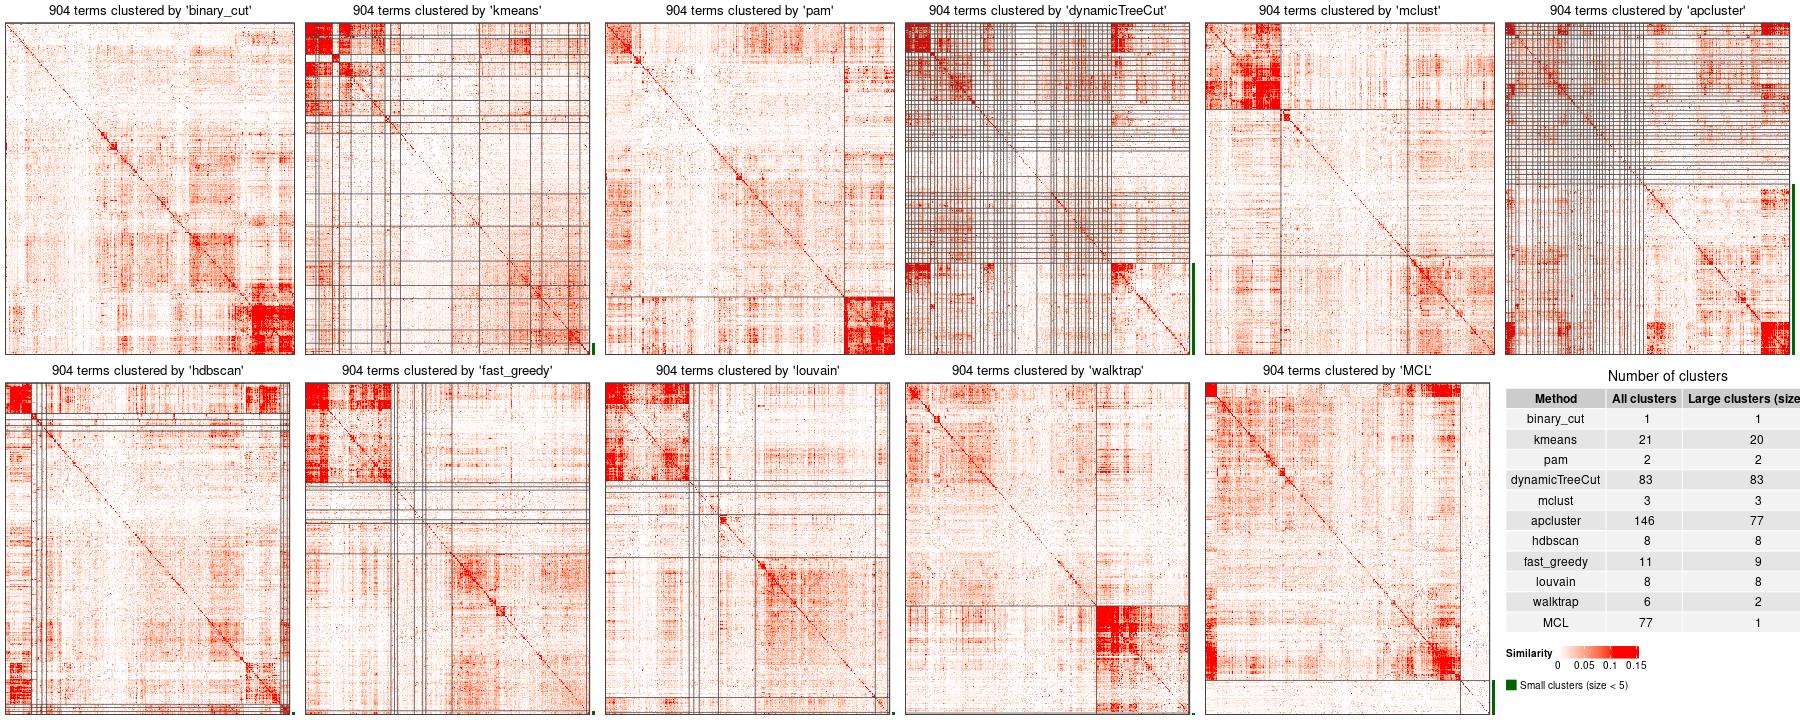 904 terms clustered by 'binary_cut'
904 terms clustered by 'kmeans'
904 terms clustered by 'pam'
904 terms clustered by 'dynamicTreeCut'
904 terms clustered by 'mclust'
904 terms clustered by 'apcluster'
904 terms clustered by 'hdbscan'
904 terms clustered by 'fast_greedy'
904 terms clustered by 'louvain'
904 terms clustered by 'walktrap'
904 terms clustered by 'MCL'
Number of clusters
Method All clusters Large clusters (size
binary_cut 1 1
kmeans 21 20
pam 2 2
dynamicTreeCut 83 83
mclust 3 3
apcluster 146 77
hdbscan 8 8
fast_greedy 11 9
louvain 8 8
walktrap 6 2
MCL 77 1
Similarity
0 0.05 0.1 0.15
Small clusters (size < 5)